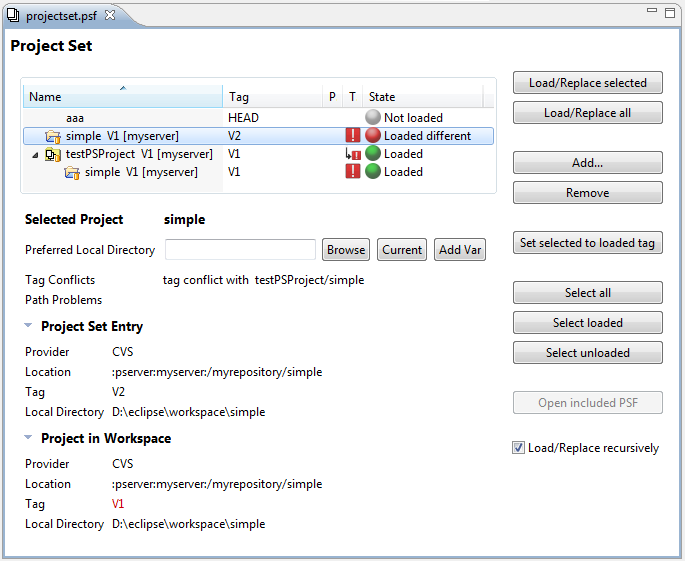 projectset.psf
Project Set
Name Tag P T State
aaa HEAD Not loaded
simple V1 [myserver] V2 Loaded different
testPSProject V1 [myserver] V1 Loaded
simple V1 [myserver] V1 Loaded
Selected Project simple
Preferred Local Directory Browse Current Add Var
Tag Conflicts tag conflict with testPSProject/simple
Path Problems
Project Set Entry
Provider CVS
Location :pserver:myserver:/myrepository/simple
Tag V2
Local Directory D:\eclipse\workspace\simple
Project in Workspace
Provider CVS
Location :pserver:myserver:/myrepository/simple
Tag V1
Local Directory D:\eclipse\workspace\simple
Load/Replace selected
Load/Replace all
Add...
Remove
Set selected to loaded tag
Select all
Select loaded
Select unloaded
Open included PSF
Load/Replace recursively